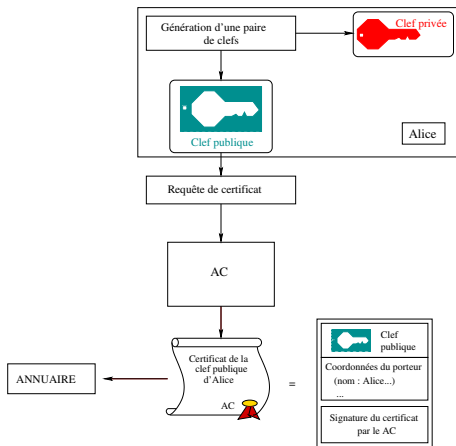 Génération d'une paire
de clefs
Clef privée
Clef publique
Alice
Requête de certificat
AC
Certificat de la
clef publique
d'Alice
AC
ANNUAIRE
=
Clef
publique
Coordonnées du porteur
(nom : Alice...)
...
Signature du certificat
par le AC